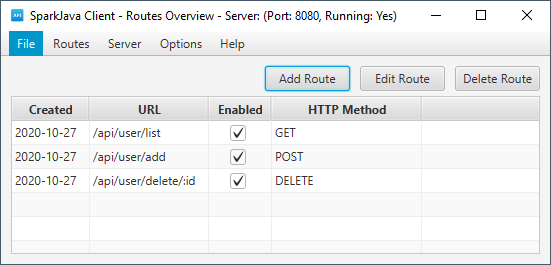 API SparkJava Client - Routes Overview - Server: (Port: 8080, Running: Yes)
File Routes Server Options Help
Add Route Edit Route Delete Route
Created URL Enabled HTTP Method
2020-10-27 /api/user/list GET
2020-10-27 /api/user/add POST
2020-10-27 /api/user/delete/:id DELETE